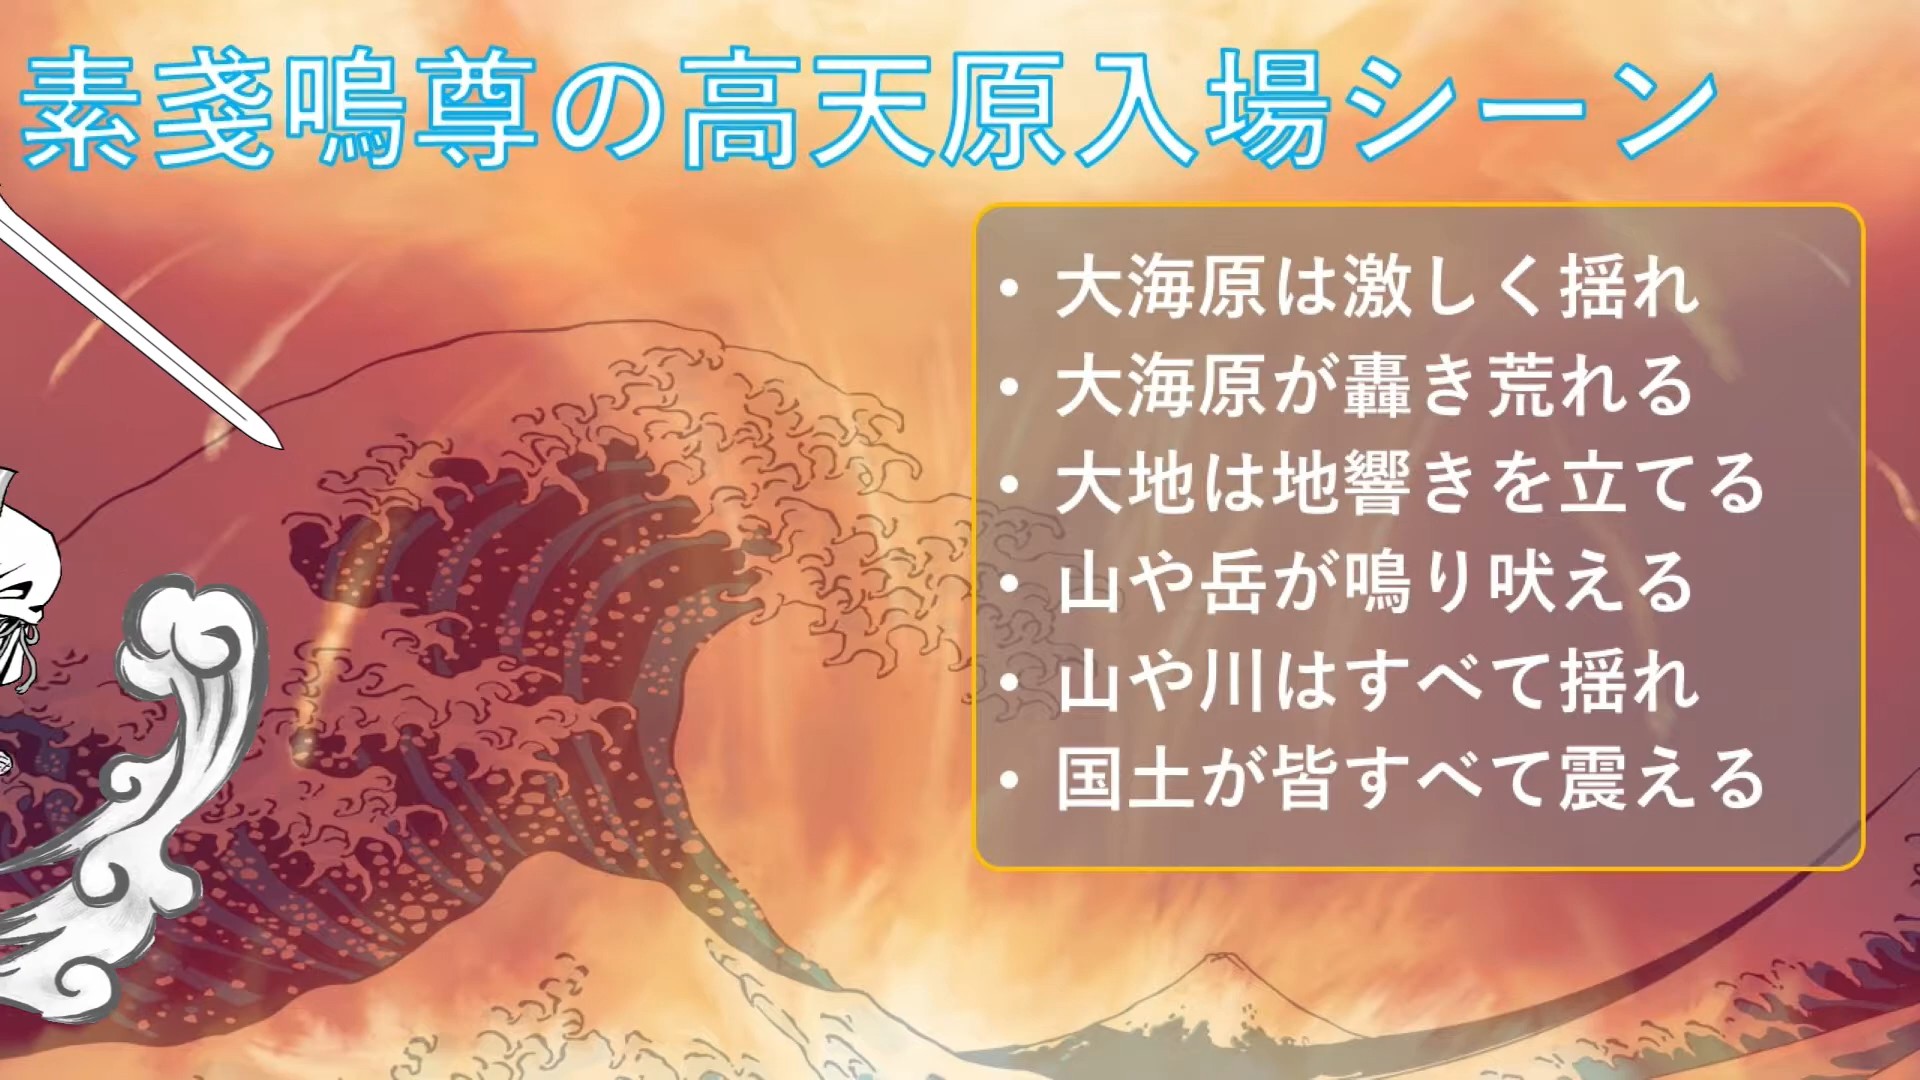 素戔嗚尊の高天原入場シーン
• 大海原は激しく揺れ
• 大海原が轟き荒れる
• 大地は地響きを立てる
• 山や岳が鳴り吠える
• 山や川はすべて揺れ
• 国土が皆すべて震える